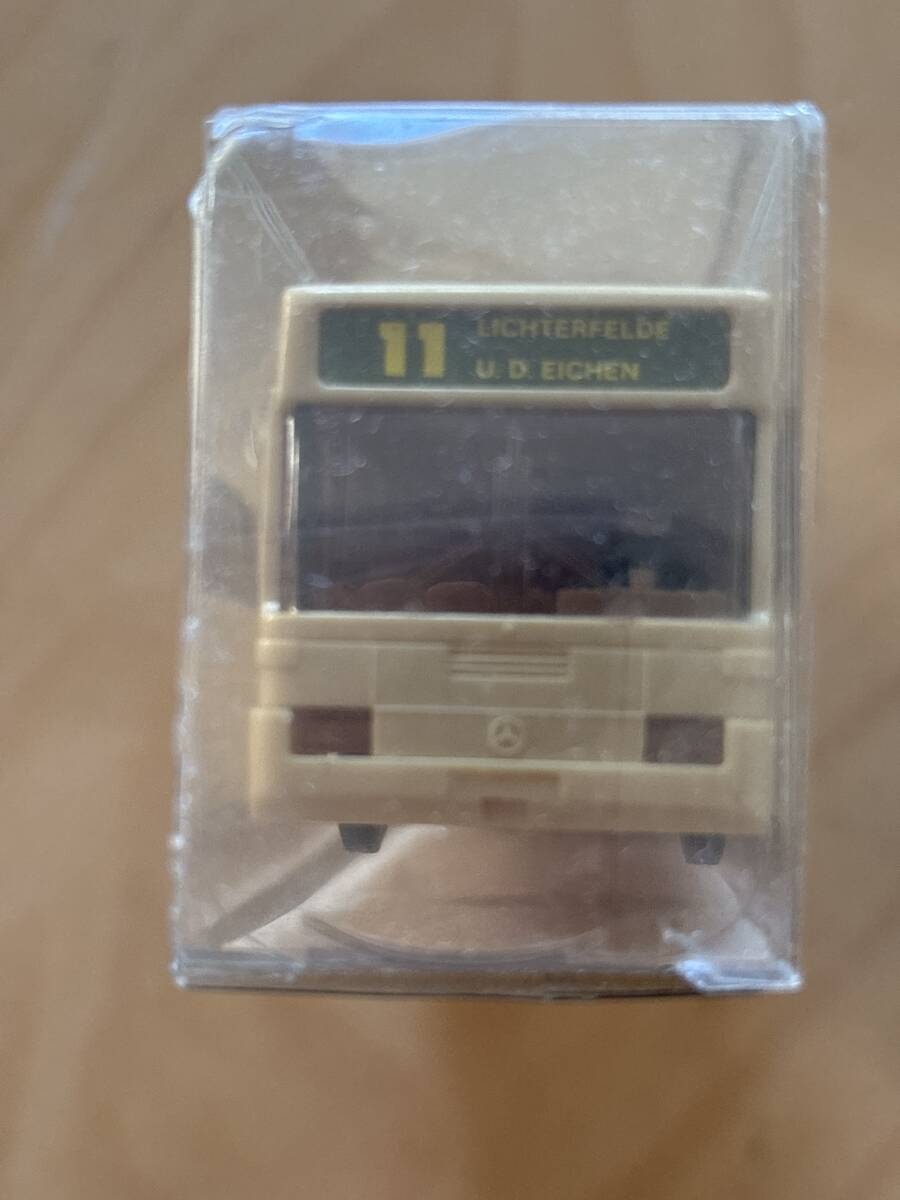 11
LICHTERFELDE
U. D. EICHEN